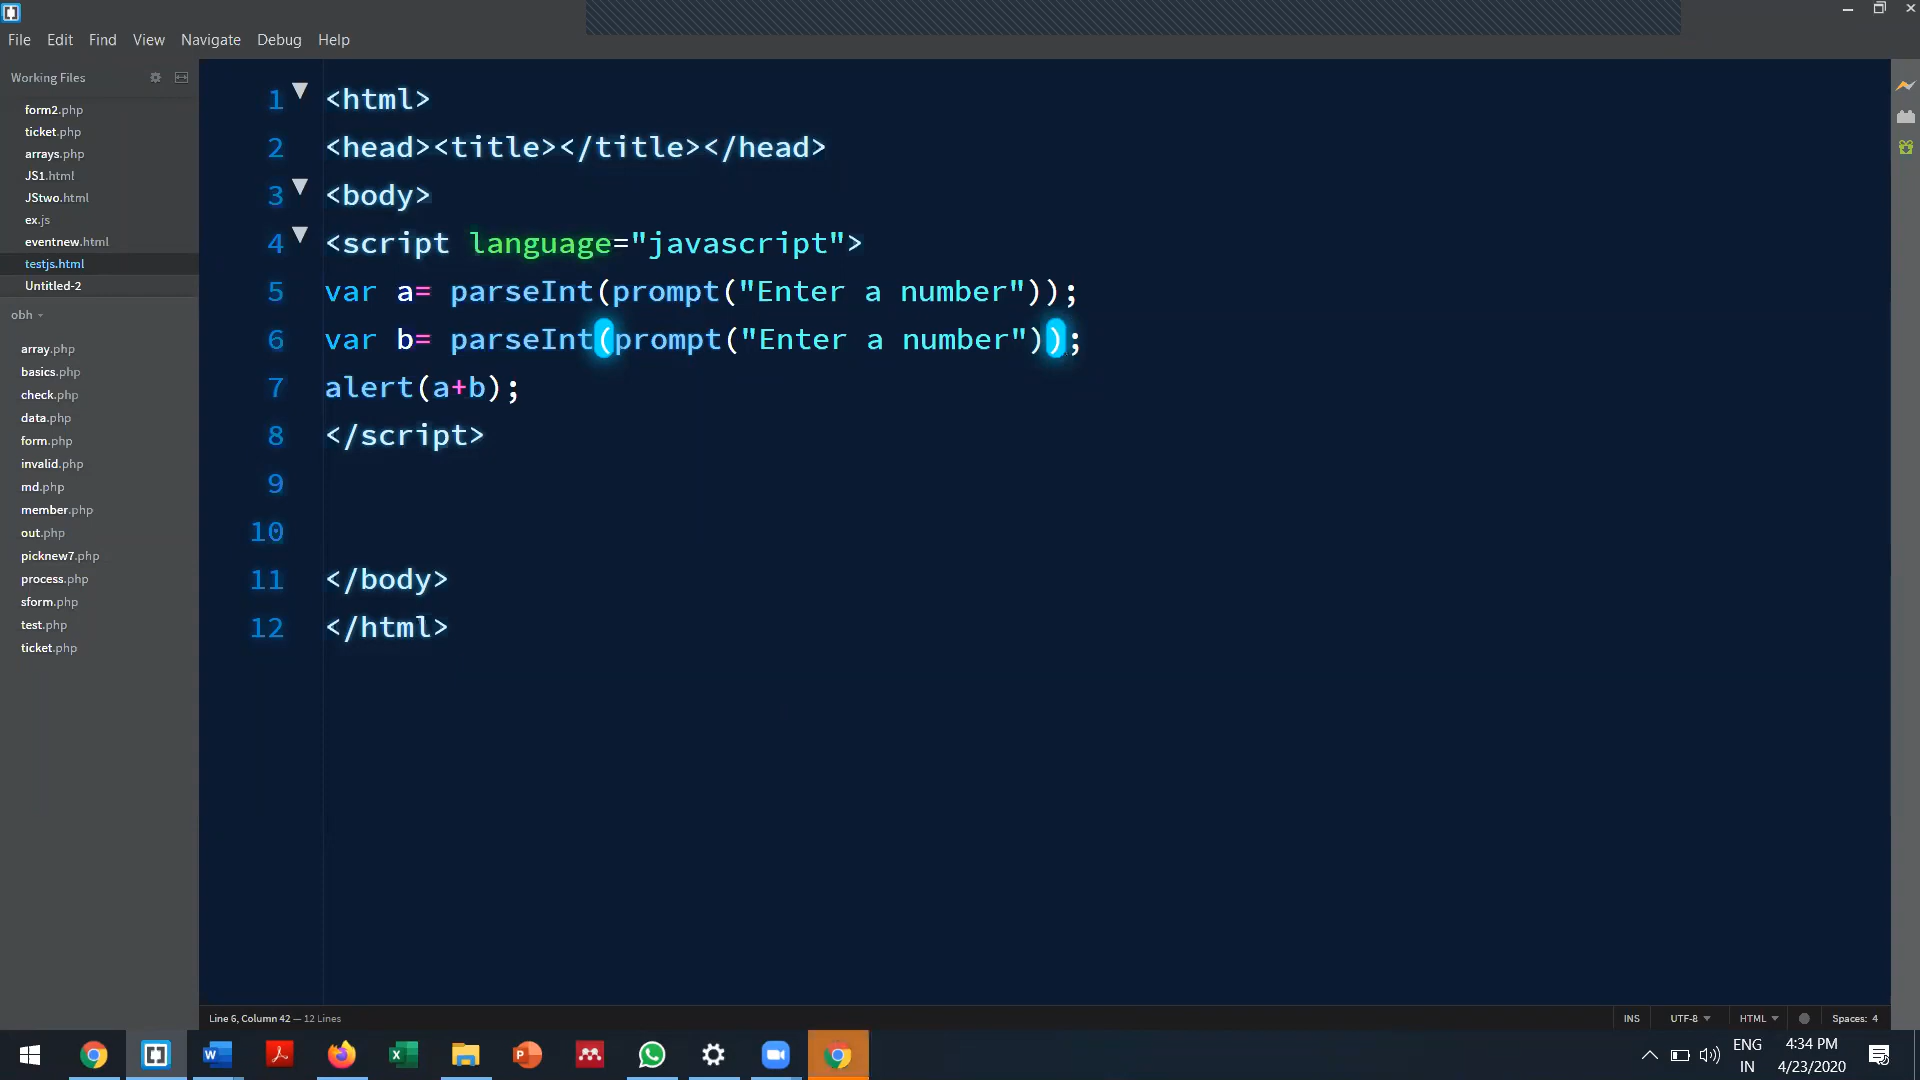 File Edit Find View Navigate Debug Help
Working Files
form2.php
ticket.php
arrays.php
JS1.html
JStwo.html
ex.js
eventnew.html
testjs.html
Untitled-2
obh
array.php
basics.php
check.php
data.php
form.php
invalid.php
md.php
member.php
out.php
picknew7.php
process.php
sform.php
test.php
ticket.php
1 <html>
2 <head><title></title></head>
3 <body>
4 <script language="javascript">
5 var a= parseInt(prompt("Enter a number"));
6 var b= parseInt(prompt("Enter a number"));
7 alert(a+b);
8 </script>
9
10
11 </body>
12 </html>
Line 6, Column 42 — 12 Lines
INS UTF-8 HTML Spaces: 4
ENG
IN
4:34 PM
4/23/2020